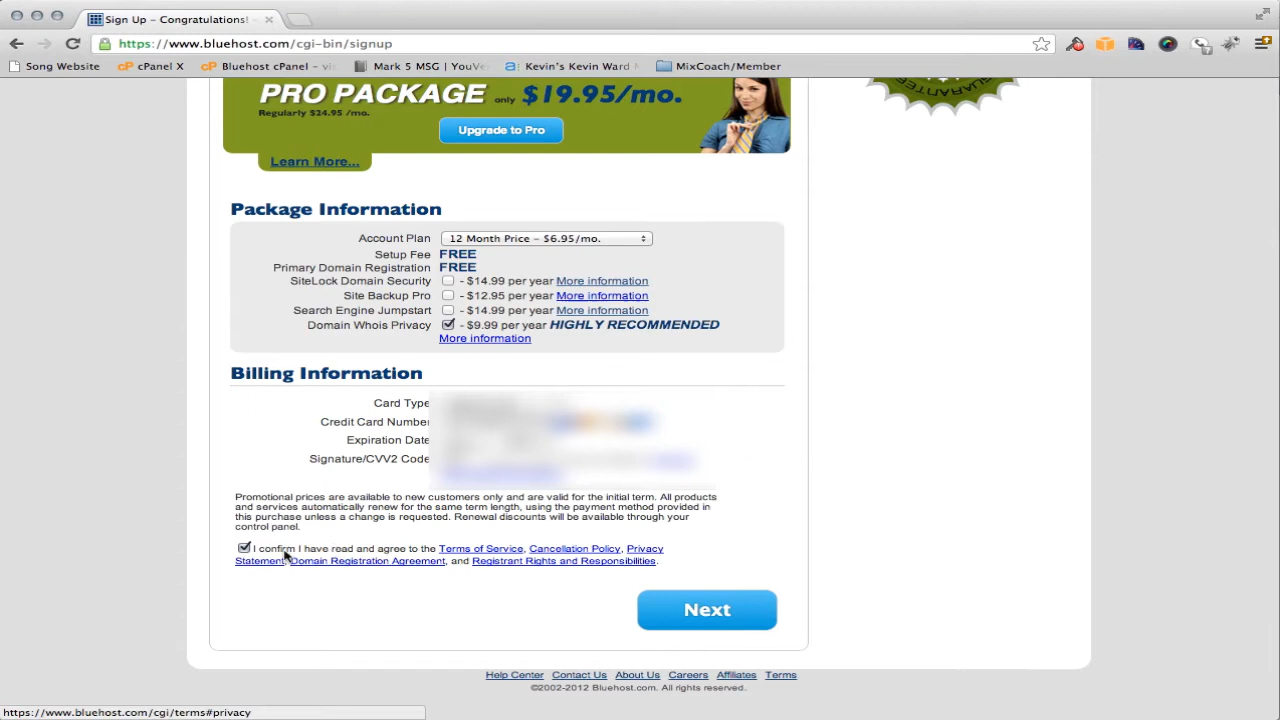 Sign Up – Congratulations!
https://www.bluehost.com/cgi-bin/signup
Song Website
cP cPanel X
cP Bluehost cPanel – vi
Mark 5 MSG | YouV
Kevin's Kevin Ward
MixCoach/Member
PRO PACKAGE only $19.95/mo.
Regularly $24.95 /mo.
Upgrade to Pro
Learn More...
GUARANTEE
Package Information
Account Plan 12 Month Price – $6.95/mo.
Setup Fee FREE
Primary Domain Registration FREE
SiteLock Domain Security - $14.99 per year More information
Site Backup Pro - $12.95 per year More information
Search Engine Jumpstart - $14.99 per year More information
Domain Whois Privacy - $9.99 per year HIGHLY RECOMMENDED
More information
Billing Information
Card Type
Credit Card Number
Expiration Date
Signature/CVV2 Code
Promotional prices are available to new customers only and are valid for the initial term. All products
and services automatically renew for the same term length, using the payment method provided in
this purchase unless a change is requested. Renewal discounts will be available through your
control panel.
I confirm I have read and agree to the Terms of Service, Cancellation Policy, Privacy
Statement, Domain Registration Agreement, and Registrant Rights and Responsibilities.
Next
Help Center Contact Us About Us Careers Affiliates Terms
©2002-2012 Bluehost.com. All rights reserved.
https://www.bluehost.com/cgi/terms#privacy